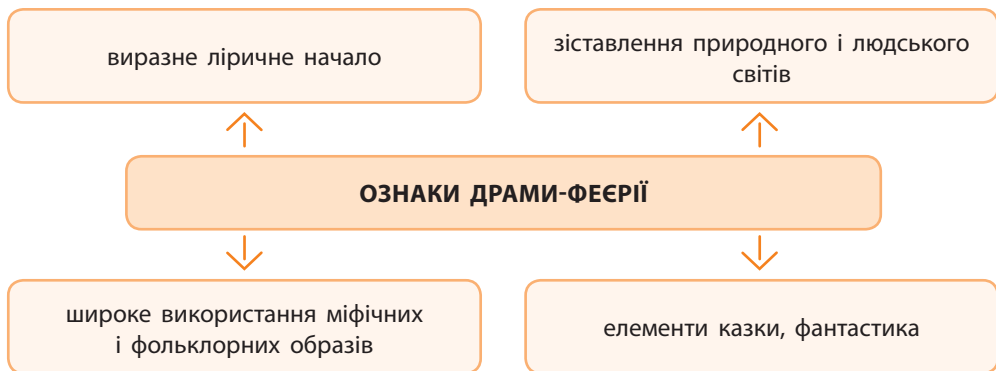 виразне ліричне начало
зіставлення природного і людського
світів
ОЗНАКИ ДРАМИ-ФЕЄРІЇ
широке використання міфічних
і фольклорних образів
елементи казки, фантастика